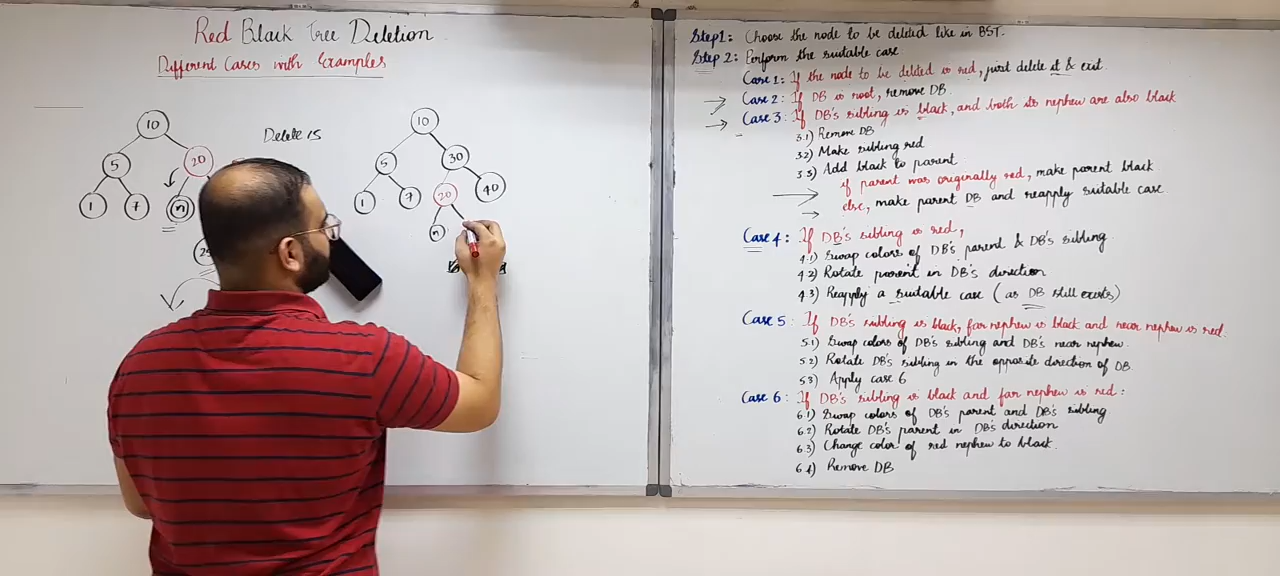 Red Black Tree Deletion
Different Cases with Examples
10
5
20
1
7
n
25
Delete 15
10
5
30
1
7
20
40
n
Step1: Choose the node to be deleted like in BST.
Step 2: Perform the suitable case
Case 1: If the node to be deleted is red, just delete it & exit.
Case 2: If DB is root, remove DB.
Case 3: If DB's sibling is black, and both its nephew are also black
3.1) Remove DB
3.2) Make sibling red
3.3) Add black to parent
if parent was originally red, make parent black.
else, make parent DB and reapply suitable case.
Case 4: If DB's sibling is red,
4.1) Swap colors of DB's parent & DB's sibling.
4.2) Rotate parent in DB's direction
4.3) Reapply a suitable case (as DB still exists)
Case 5: If DB's sibling is black, far nephew is black and near nephew is red.
5.1) Swap colors of DB's sibling and DB's near nephew.
5.2) Rotate DB's sibling in the opposite direction of DB.
5.3) Apply case 6
Case 6: If DB's sibling is black and far nephew is red:
6.1) Swap colors of DB's parent and DB's sibling
6.2) Rotate DB's parent in DB's direction
6.3) Change color of red nephew to black.
6.4) Remove DB